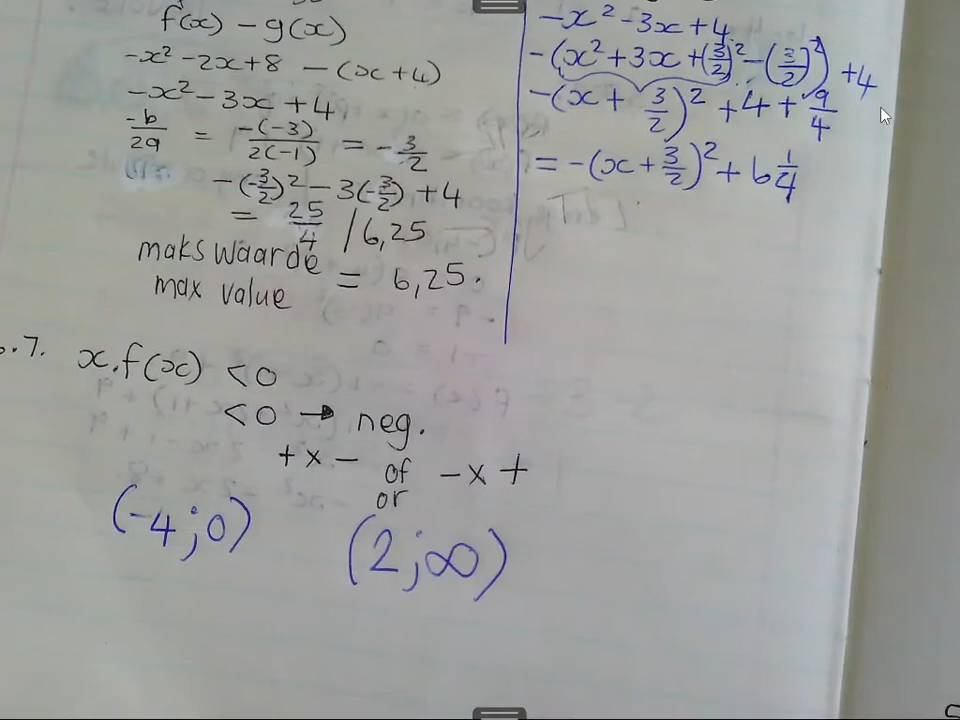 f(x) - g(x)
-x² - 2x + 8 - (x + 4)
-x² - 3x + 4
-b/2a = -(-3)/2(-1) = -3/2
-(-3/2)² - 3(-3/2) + 4
= 25/4 / 6,25
maks waarde
max value = 6,25.
-x² - 3x + 4
-(x² + 3x + (3/2)² - (3/2)²) + 4
-(x + 3/2)² + 4 + 9/4
= -(x + 3/2)² + 6 1/4
.7. x.f(x) < 0
< 0 → neg.
+ x - of - x +
or
(-4 ; 0) (2 ; ∞)